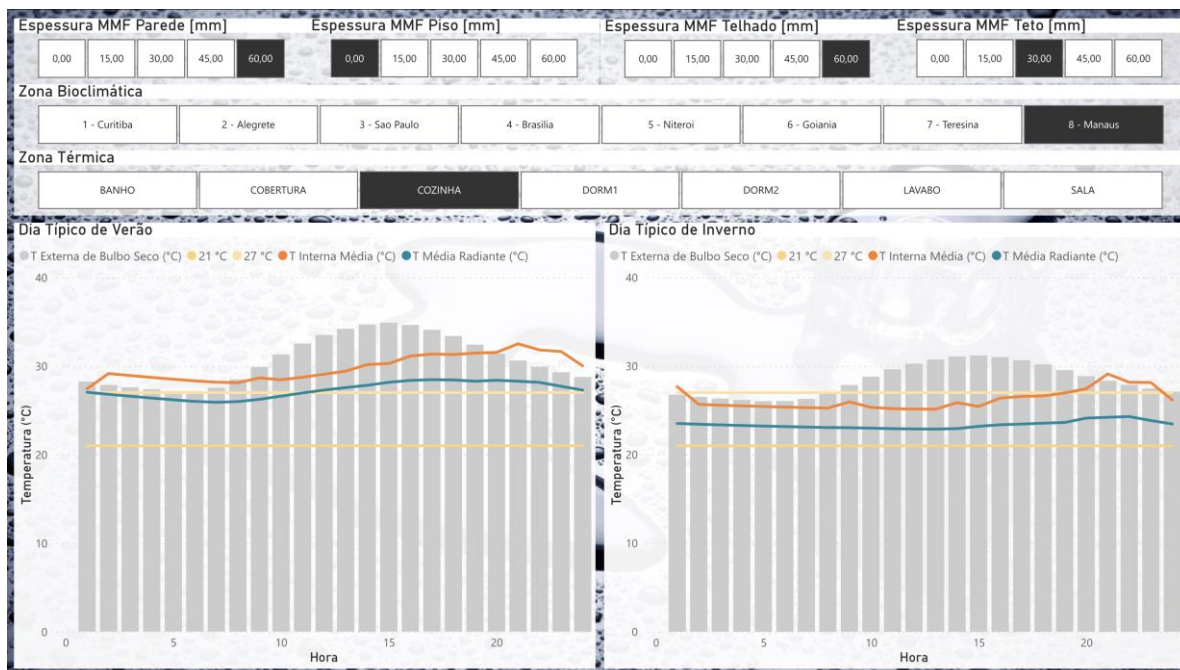 Espessura MMF Parede [mm] Espessura MMF Piso [mm] Espessura MMF Telhado [mm] Espessura MMF Teto [mm]
0,00 15,00 30,00 45,00 60,00 0,00 15,00 30,00 45,00 60,00 0,00 15,00 30,00 45,00 60,00 0,00 15,00 30,00 45,00 60,00
Zona Bioclimática
1 - Curitiba 2 - Alegrete 3 - Sao Paulo 4 - Brasilia 5 - Niteroi 6 - Goiania 7 - Teresina 8 - Manaus
Zona Térmica
BANHO COBERTURA COZINHA DORM1 DORM2 LAVABO SALA
Dia Típico de Verão
T Externa de Bulbo Seco (°C) 21 °C 27 °C T Interna Média (°C) T Média Radiante (°C)
40
30
20
10
0
Temperatura (°C)
0 5 10 15 20
Hora
Dia Típico de Inverno
T Externa de Bulbo Seco (°C) 21 °C 27 °C T Interna Média (°C) T Média Radiante (°C)
40
30
20
10
0
Temperatura (°C)
0 5 10 15 20
Hora